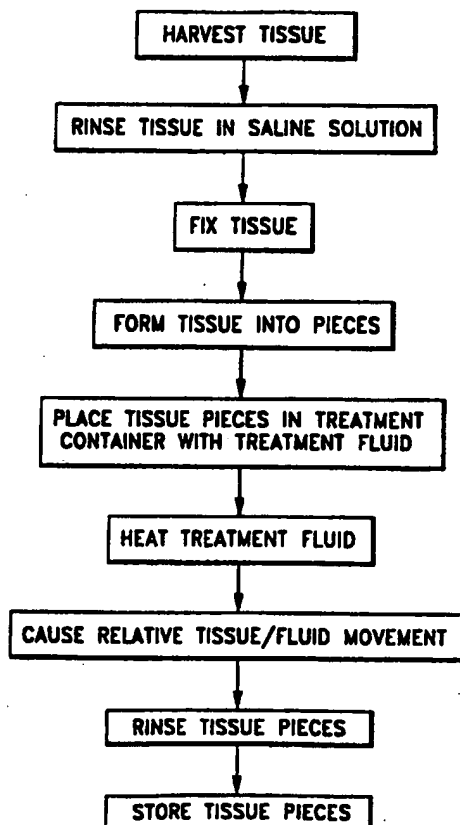 HARVEST TISSUE
RINSE TISSUE IN SALINE SOLUTION
FIX TISSUE
FORM TISSUE INTO PIECES
PLACE TISSUE PIECES IN TREATMENT
CONTAINER WITH TREATMENT FLUID
HEAT TREATMENT FLUID
CAUSE RELATIVE TISSUE/FLUID MOVEMENT
RINSE TISSUE PIECES
STORE TISSUE PIECES